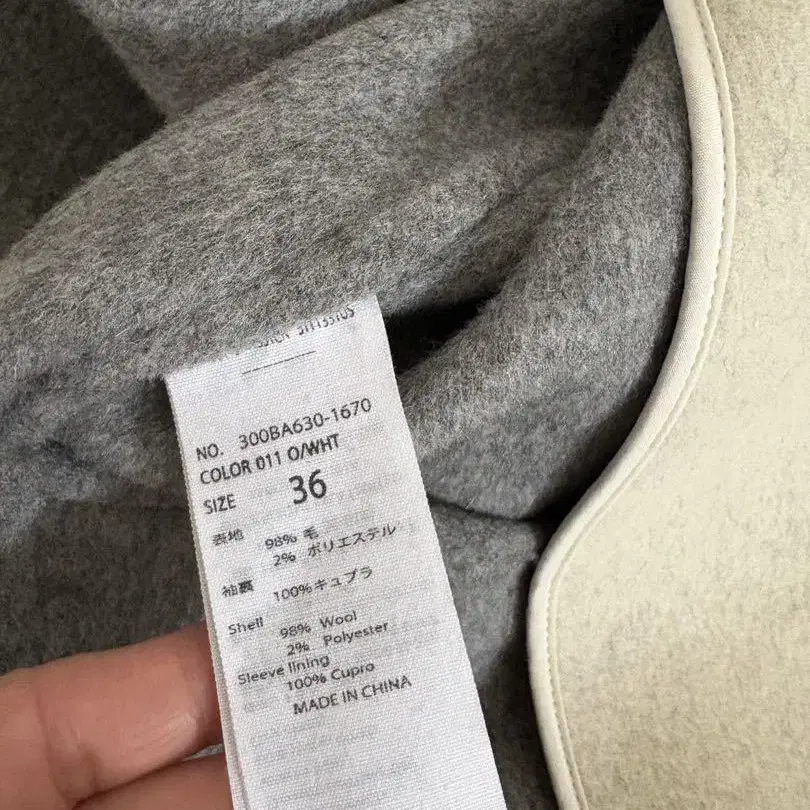 NO. 300BA630-1670
COLOR 011 O/WHT
SIZE 36
表地 98% 毛
2% ポリエステル
袖裏 100%キュプラ
Shell 98% Wool
2% Polyester
Sleeve lining
100% Cupro
MADE IN CHINA